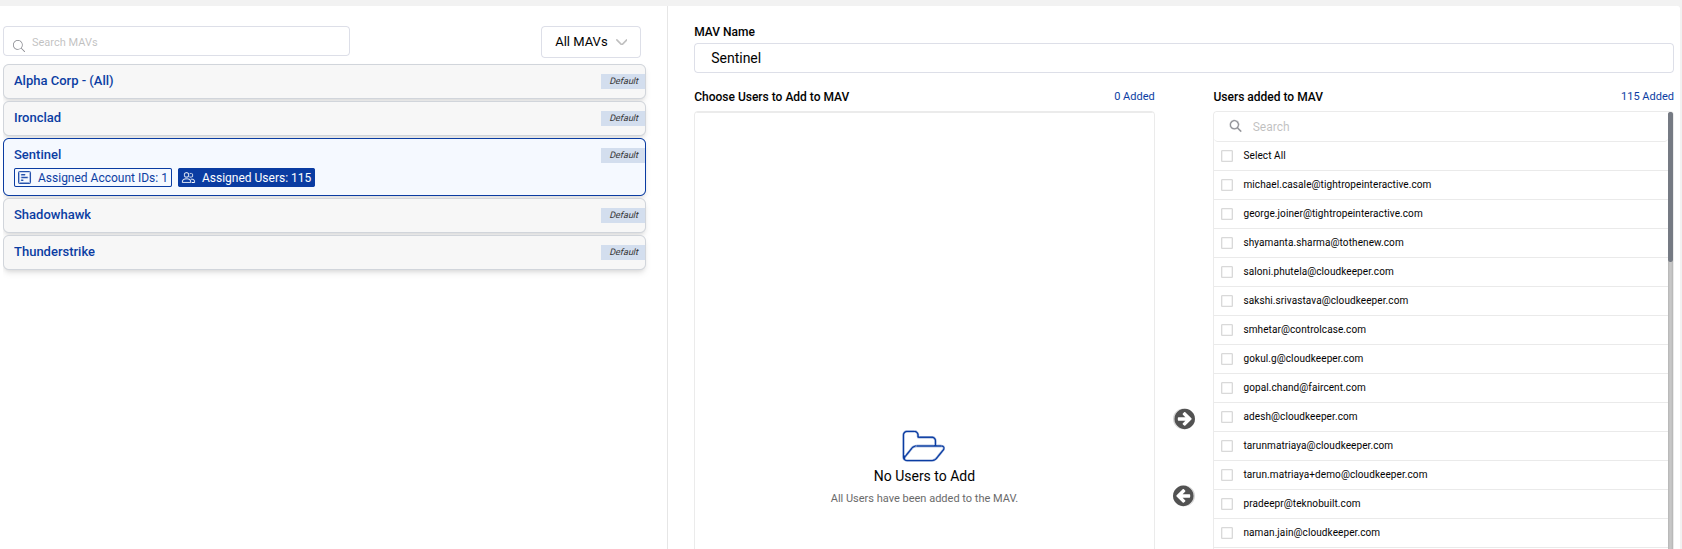 Search MAVs
All MAVs
Alpha Corp - (All)
Default
Ironclad
Default
Sentinel
Default
Assigned Account IDs: 1
Assigned Users: 115
Shadowhawk
Default
Thunderstrike
Default
MAV Name
Sentinel
Choose Users to Add to MAV
0 Added
No Users to Add
All Users have been added to the MAV.
Users added to MAV
115 Added
Search
Select All
michael.casale@tightropeinteractive.com
george.joiner@tightropeinteractive.com
shyamanta.sharma@tothenew.com
saloni.phutela@cloudkeeper.com
sakshi.srivastava@cloudkeeper.com
smhetar@controlcase.com
gokul.g@cloudkeeper.com
gopal.chand@faircent.com
adesh@cloudkeeper.com
tarunmatriaya@cloudkeeper.com
tarun.matriaya+demo@cloudkeeper.com
pradeepr@teknobuilt.com
naman.jain@cloudkeeper.com